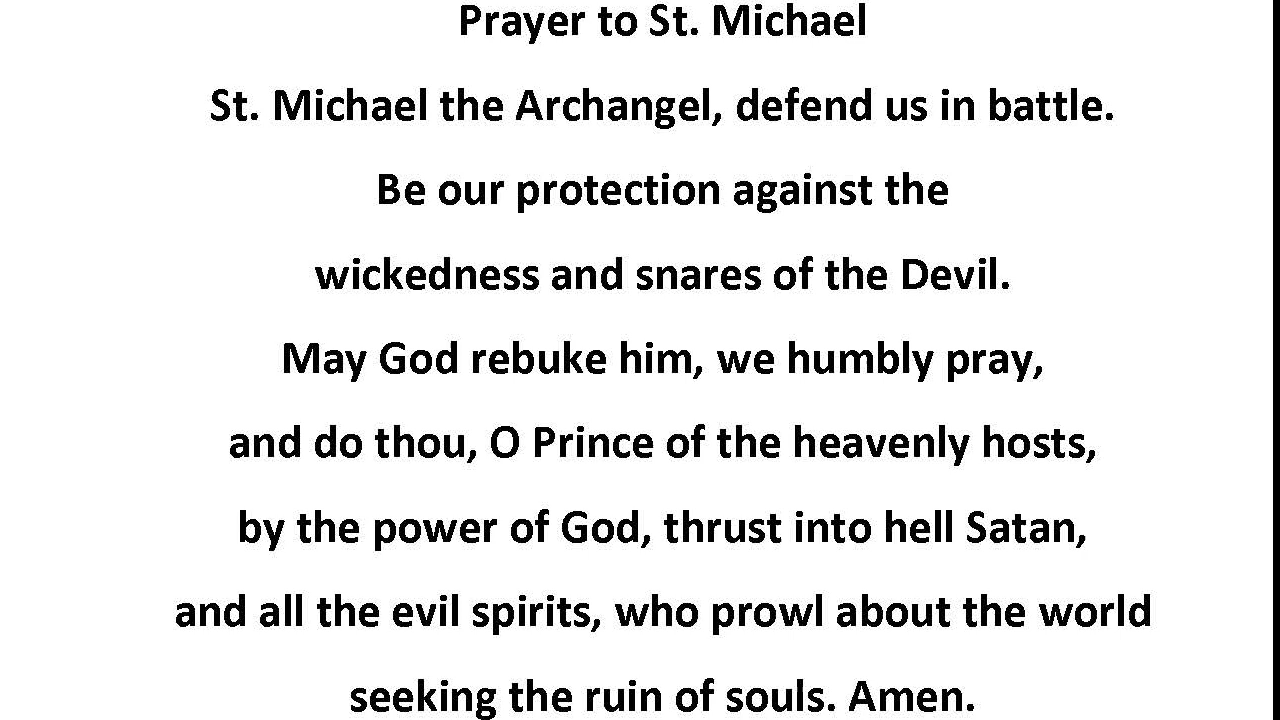 Prayer to St. Michael
St. Michael the Archangel, defend us in battle.
Be our protection against the
wickedness and snares of the Devil.
May God rebuke him, we humbly pray,
and do thou, O Prince of the heavenly hosts,
by the power of God, thrust into hell Satan,
and all the evil spirits, who prowl about the world
seeking the ruin of souls. Amen.